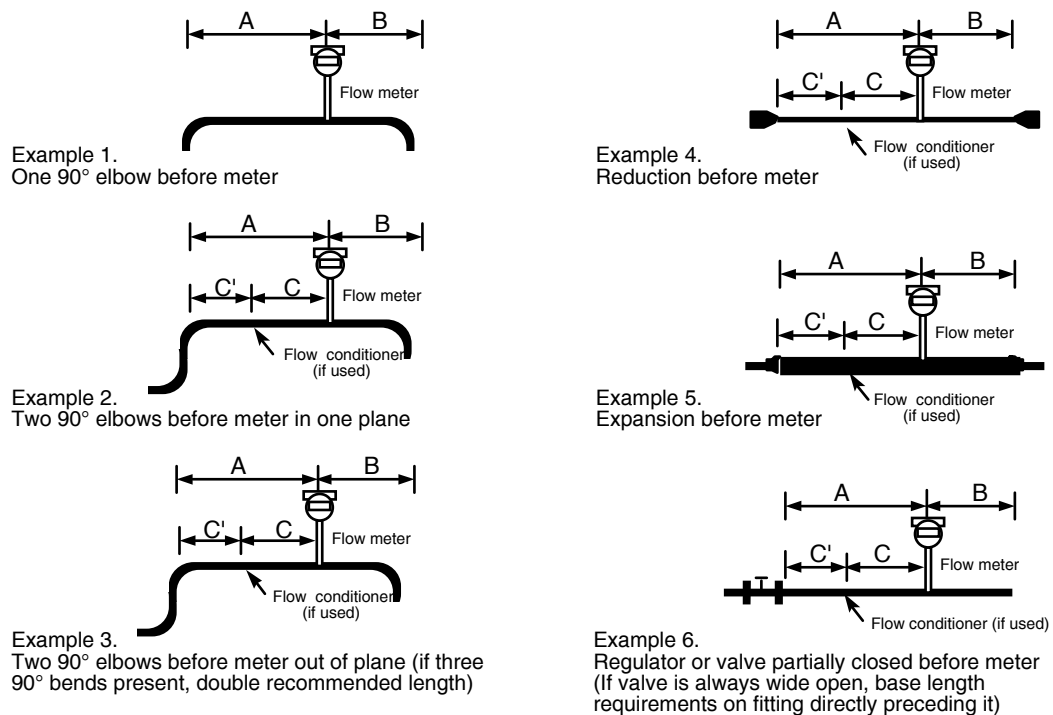 A B
Flow meter
Example 1.
One 90° elbow before meter
A B
C' C
Flow meter
Flow conditioner
(if used)
Example 2.
Two 90° elbows before meter in one plane
A B
C' C
Flow meter
Flow conditioner
(if used)
Example 3.
Two 90° elbows before meter out of plane (if three
90° bends present, double recommended length)
A B
C' C
Flow meter
Flow conditioner
(if used)
Example 4.
Reduction before meter
A B
C' C
Flow meter
Flow conditioner
(if used)
Example 5.
Expansion before meter
A B
C' C
Flow meter
Flow conditioner (if used)
Example 6.
Regulator or valve partially closed before meter
(If valve is always wide open, base length
requirements on fitting directly preceding it)